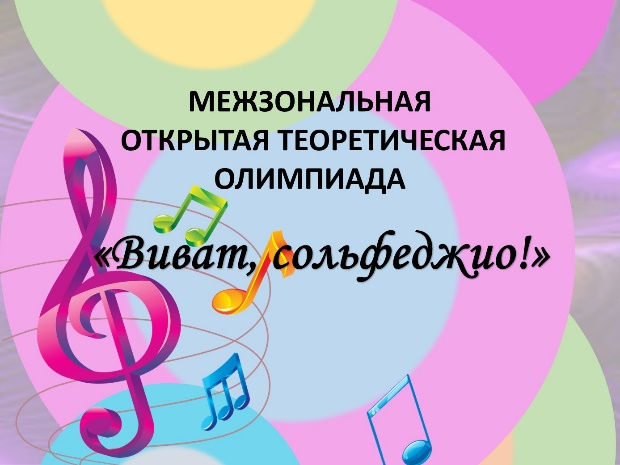 МЕЖЗОНАЛЬНАЯ
ОТКРЫТАЯ ТЕОРЕТИЧЕСКАЯ
ОЛИМПИАДА
«Виват, сольфеджио!»